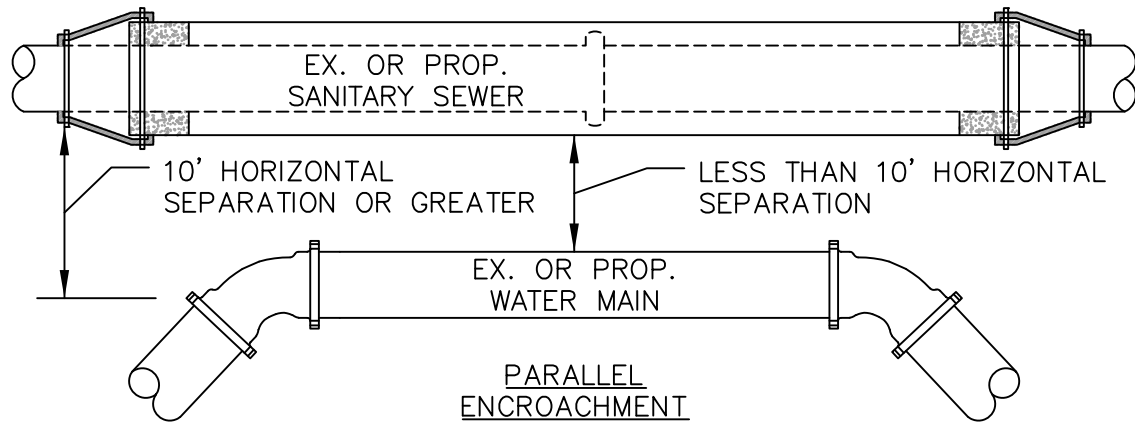 EX. OR PROP.
SANITARY SEWER
10' HORIZONTAL
SEPARATION OR GREATER
LESS THAN 10' HORIZONTAL
SEPARATION
EX. OR PROP.
WATER MAIN
PARALLEL
ENCROACHMENT